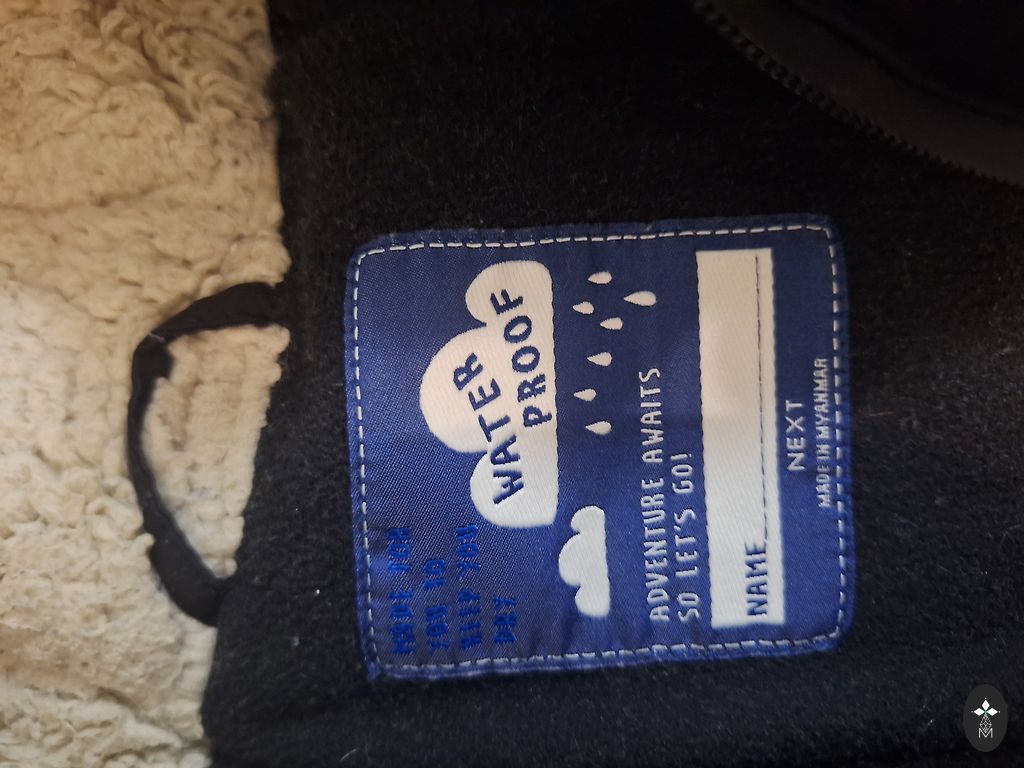 MADE FOR
YOU TO
KEEP YOU
DRY
WATER
PROOF
ADVENTURE AWAITS
SO LET'S GO!
NAME
NEXT
MADE IN MYANMAR